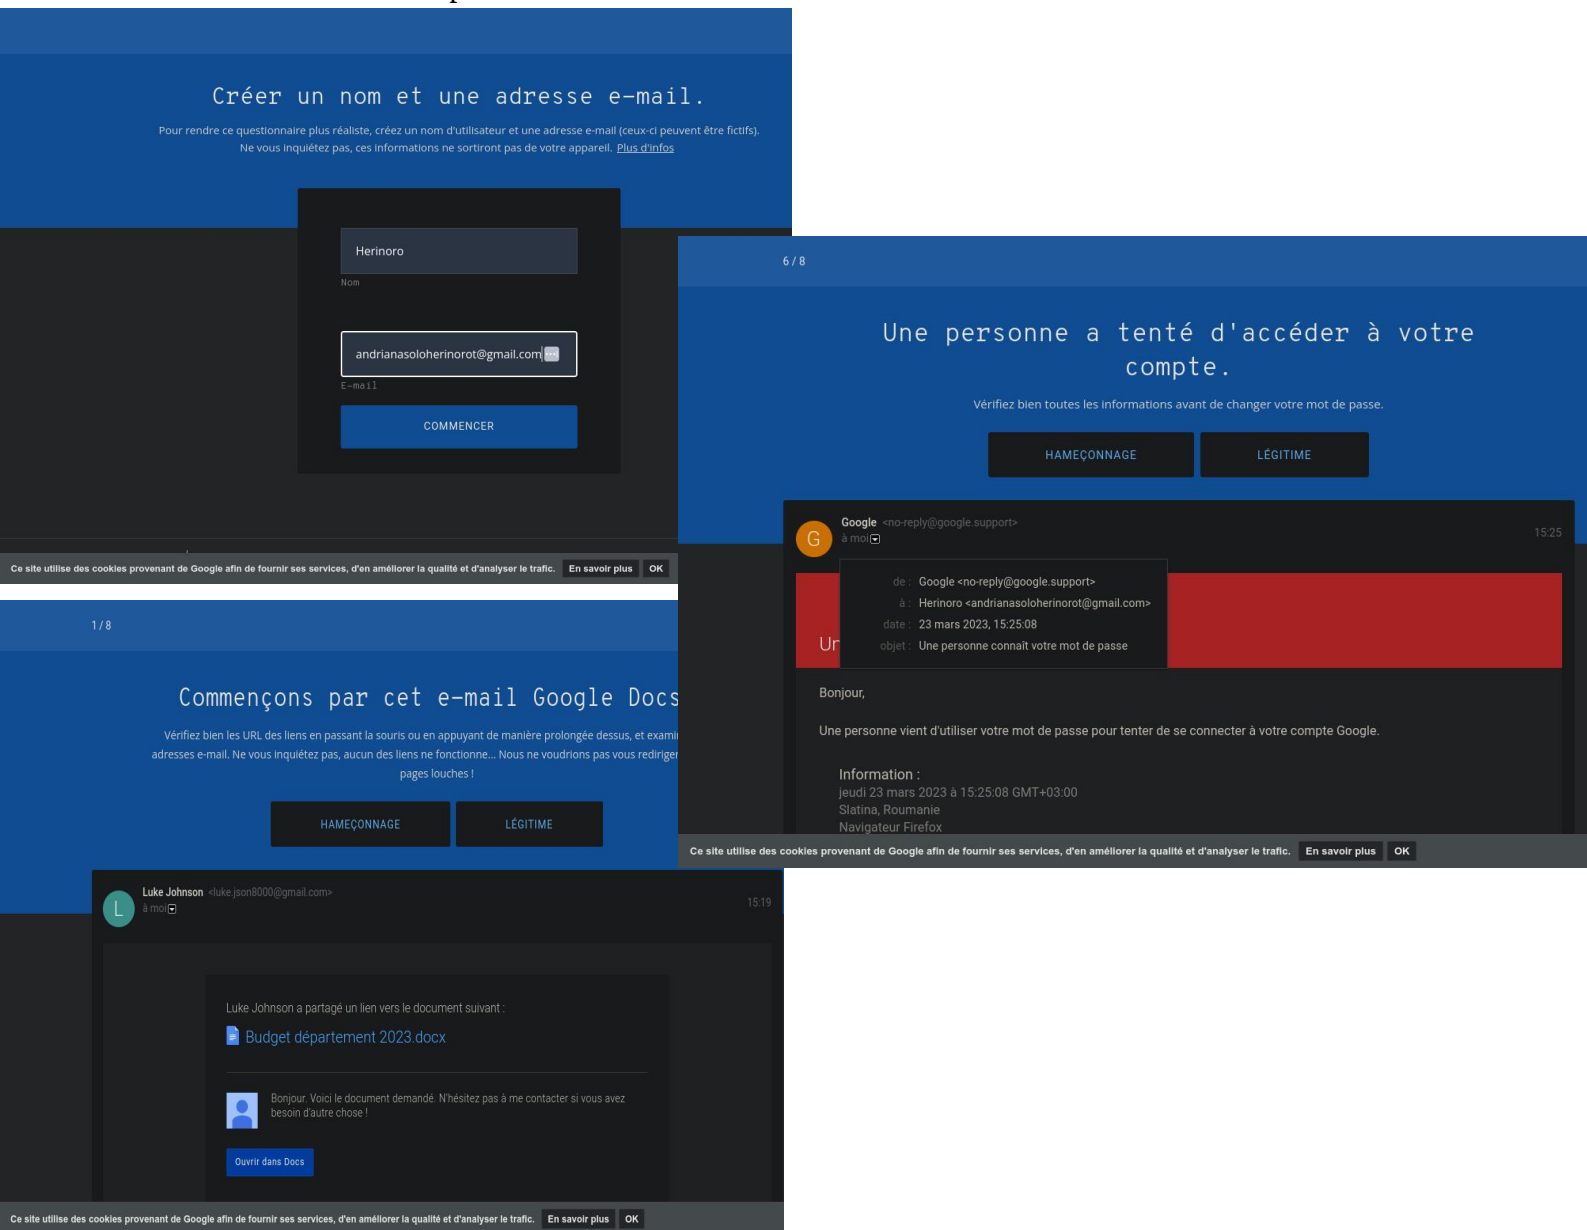 Créer un nom et une adresse e-mail.
Pour rendre ce questionnaire plus réaliste, créez un nom d'utilisateur et une adresse e-mail (ceux-ci peuvent être fictifs).
Ne vous inquiétez pas, ces informations ne sortiront pas de votre appareil. Plus d'infos
Herinoro
Nom
andrianasoloherinorot@gmail.com
E-mail
COMMENCER
Ce site utilise des cookies provenant de Google afin de fournir ses services, d'en améliorer la qualité et d'analyser le trafic. En savoir plus OK
6 / 8
Une personne a tenté d'accéder à votre
compte.
Vérifiez bien toutes les informations avant de changer votre mot de passe.
HAMEÇONNAGE LÉGITIME
G
Google <no-reply@google.support>
15:25
à moi
de : Google <no-reply@google.support>
à : Herinoro <andrianasoloherinorot@gmail.com>
date : 23 mars 2023, 15:25:08
objet : Une personne connaît votre mot de passe
Bonjour,
Une personne vient d'utiliser votre mot de passe pour tenter de se connecter à votre compte Google.
Information :
jeudi 23 mars 2023 à 15:25:08 GMT+03:00
Slatina, Roumanie
Navigateur Firefox
Ce site utilise des cookies provenant de Google afin de fournir ses services, d'en améliorer la qualité et d'analyser le trafic. En savoir plus OK
1 / 8
Commençons par cet e-mail Google Docs
Vérifiez bien les URL des liens en passant la souris ou en appuyant de manière prolongée dessus, et exami
adresses e-mail. Ne vous inquiétez pas, aucun des liens ne fonctionne... Nous ne voudrions pas vous rediriger
pages louches !
HAMEÇONNAGE LÉGITIME
L
Luke Johnson <luke.json8000@gmail.com>
15:19
à moi
Luke Johnson a partagé un lien vers le document suivant :
Budget département 2023.docx
Bonjour. Voici le document demandé. N'hésitez pas à me contacter si vous avez
besoin d'autre chose !
Ouvrir dans Docs
Ce site utilise des cookies provenant de Google afin de fournir ses services, d'en améliorer la qualité et d'analyser le trafic. En savoir plus OK